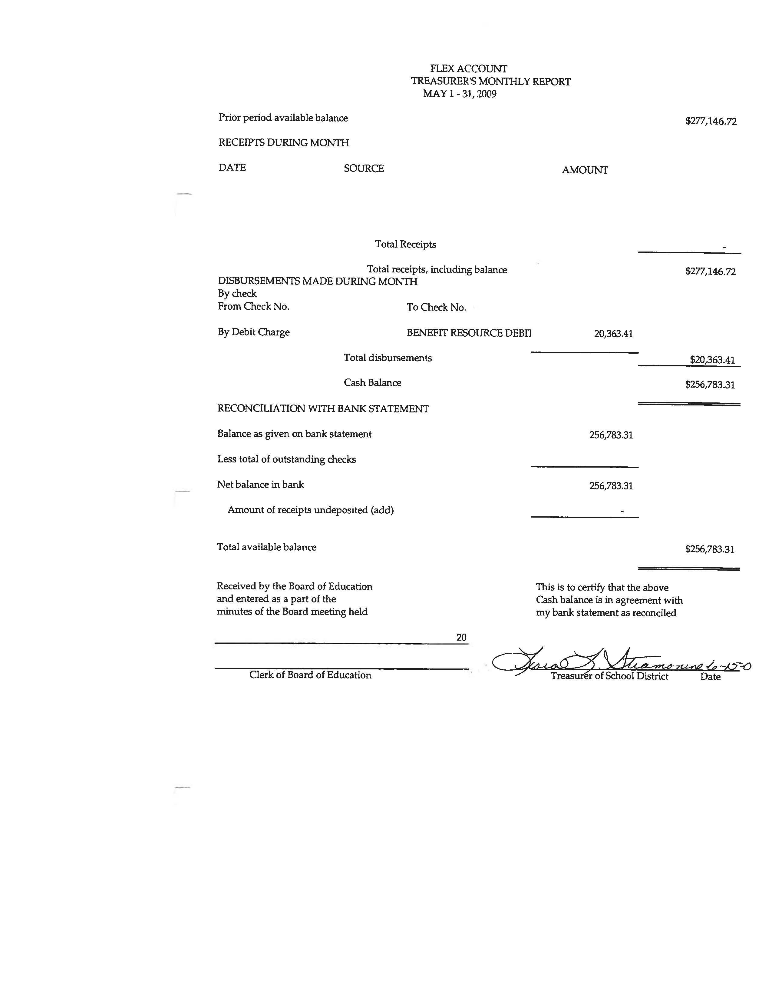 FLEX ACCOUNT
TREASURER'S MONTHLY REPORT
MAY 1 - 31, 2009
Prior period available balance $277,146.72
RECEIPTS DURING MONTH
DATE SOURCE AMOUNT
Total Receipts -
Total receipts, including balance $277,146.72
DISBURSEMENTS MADE DURING MONTH
By check
From Check No. To Check No.
By Debit Charge BENEFIT RESOURCE DEBIT 20,363.41
Total disbursements $20,363.41
Cash Balance $256,783.31
RECONCILIATION WITH BANK STATEMENT
Balance as given on bank statement 256,783.31
Less total of outstanding checks
Net balance in bank 256,783.31
Amount of receipts undeposited (add) -
Total available balance $256,783.31
Received by the Board of Education This is to certify that the above
and entered as a part of the Cash balance is in agreement with
minutes of the Board meeting held my bank statement as reconciled
20
6-15-0
Clerk of Board of Education Treasurer of School District Date